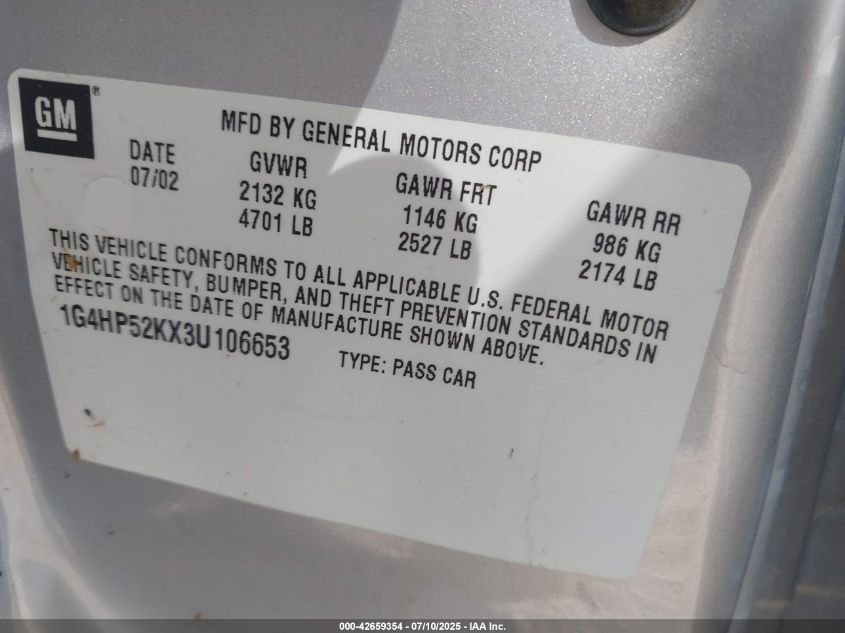 GM®
MFD BY GENERAL MOTORS CORP
DATE GVWR GAWR FRT GAWR RR
07/02 2132 KG 1146 KG 986 KG
4701 LB 2527 LB 2174 LB
THIS VEHICLE CONFORMS TO ALL APPLICABLE U.S. FEDERAL MOTOR
VEHICLE SAFETY, BUMPER, AND THEFT PREVENTION STANDARDS IN
EFFECT ON THE DATE OF MANUFACTURE SHOWN ABOVE.
1G4HP52KX3U106653 TYPE: PASS CAR
000-42659354 - 07/10/2025 - IAA Inc.